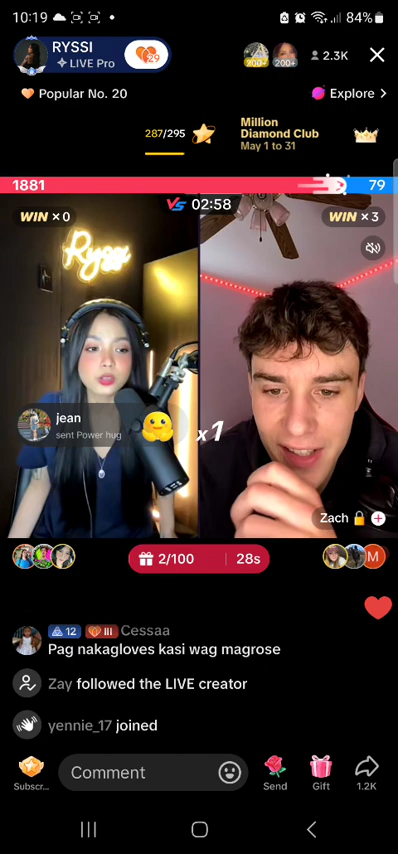 10:19
84%
RYSSI
LIVE Pro
29
200+
200+
2.3K
Popular No. 20
Explore >
287/295
Million
Diamond Club
May 1 to 31
1881
79
WIN x 0
VS 02:58
WIN x 3
Ryssi
jean
sent Power hug
x1
Zach
2/100
28s
M
12
III
Cessaa
Pag nakagloves kasi wag magrose
Zay followed the LIVE creator
yennie_17 joined
Subscr...
Comment
Send
Gift
1.2K